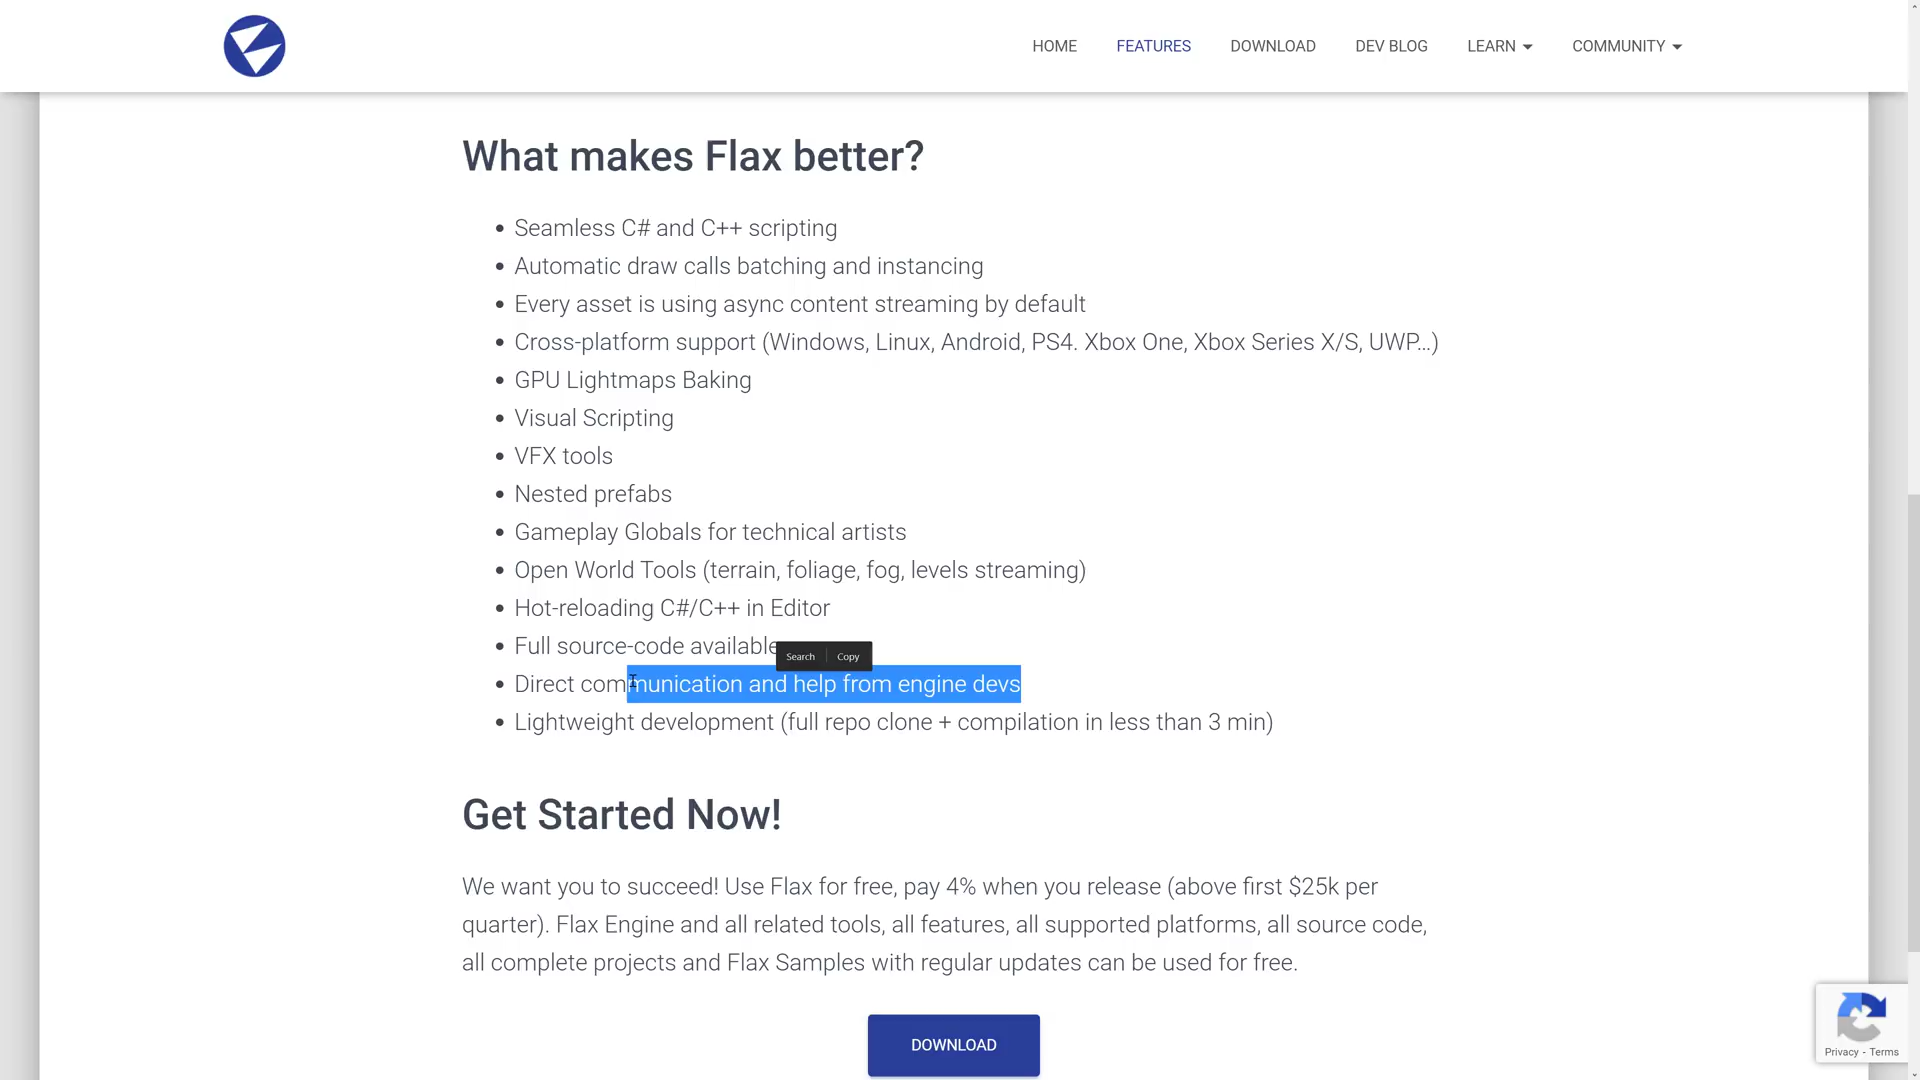 HOME FEATURES DOWNLOAD DEV BLOG LEARN COMMUNITY
What makes Flax better?
Seamless C# and C++ scripting
Automatic draw calls batching and instancing
Every asset is using async content streaming by default
Cross-platform support (Windows, Linux, Android, PS4. Xbox One, Xbox Series X/S, UWP...)
GPU Lightmaps Baking
Visual Scripting
VFX tools
Nested prefabs
Gameplay Globals for technical artists
Open World Tools (terrain, foliage, fog, levels streaming)
Hot-reloading C#/C++ in Editor
Full source-code available
Search Copy
Direct communication and help from engine devs
Lightweight development (full repo clone + compilation in less than 3 min)
Get Started Now!
We want you to succeed! Use Flax for free, pay 4% when you release (above first $25k per
quarter). Flax Engine and all related tools, all features, all supported platforms, all source code,
all complete projects and Flax Samples with regular updates can be used for free.
DOWNLOAD
Privacy - Terms